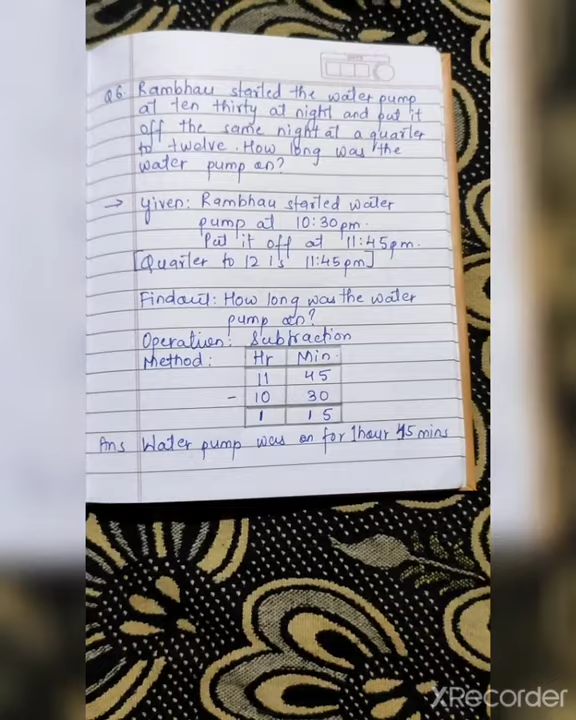 Q6. Rambhau started the water pump
at ten thirty at night and put it
off the same night at a quarter
to twelve. How long was the
water pump on?
→ Given: Rambhau started water
pump at 10:30pm.
Put it off at 11:45pm.
[Quarter to 12 is 11:45pm]
Findout: How long was the water
pump on?
Operation: Subtraction
Method: Hr Min.
11 45
- 10 30
1 15
Ans Water pump was on for 1hour 15 mins
XRecorder